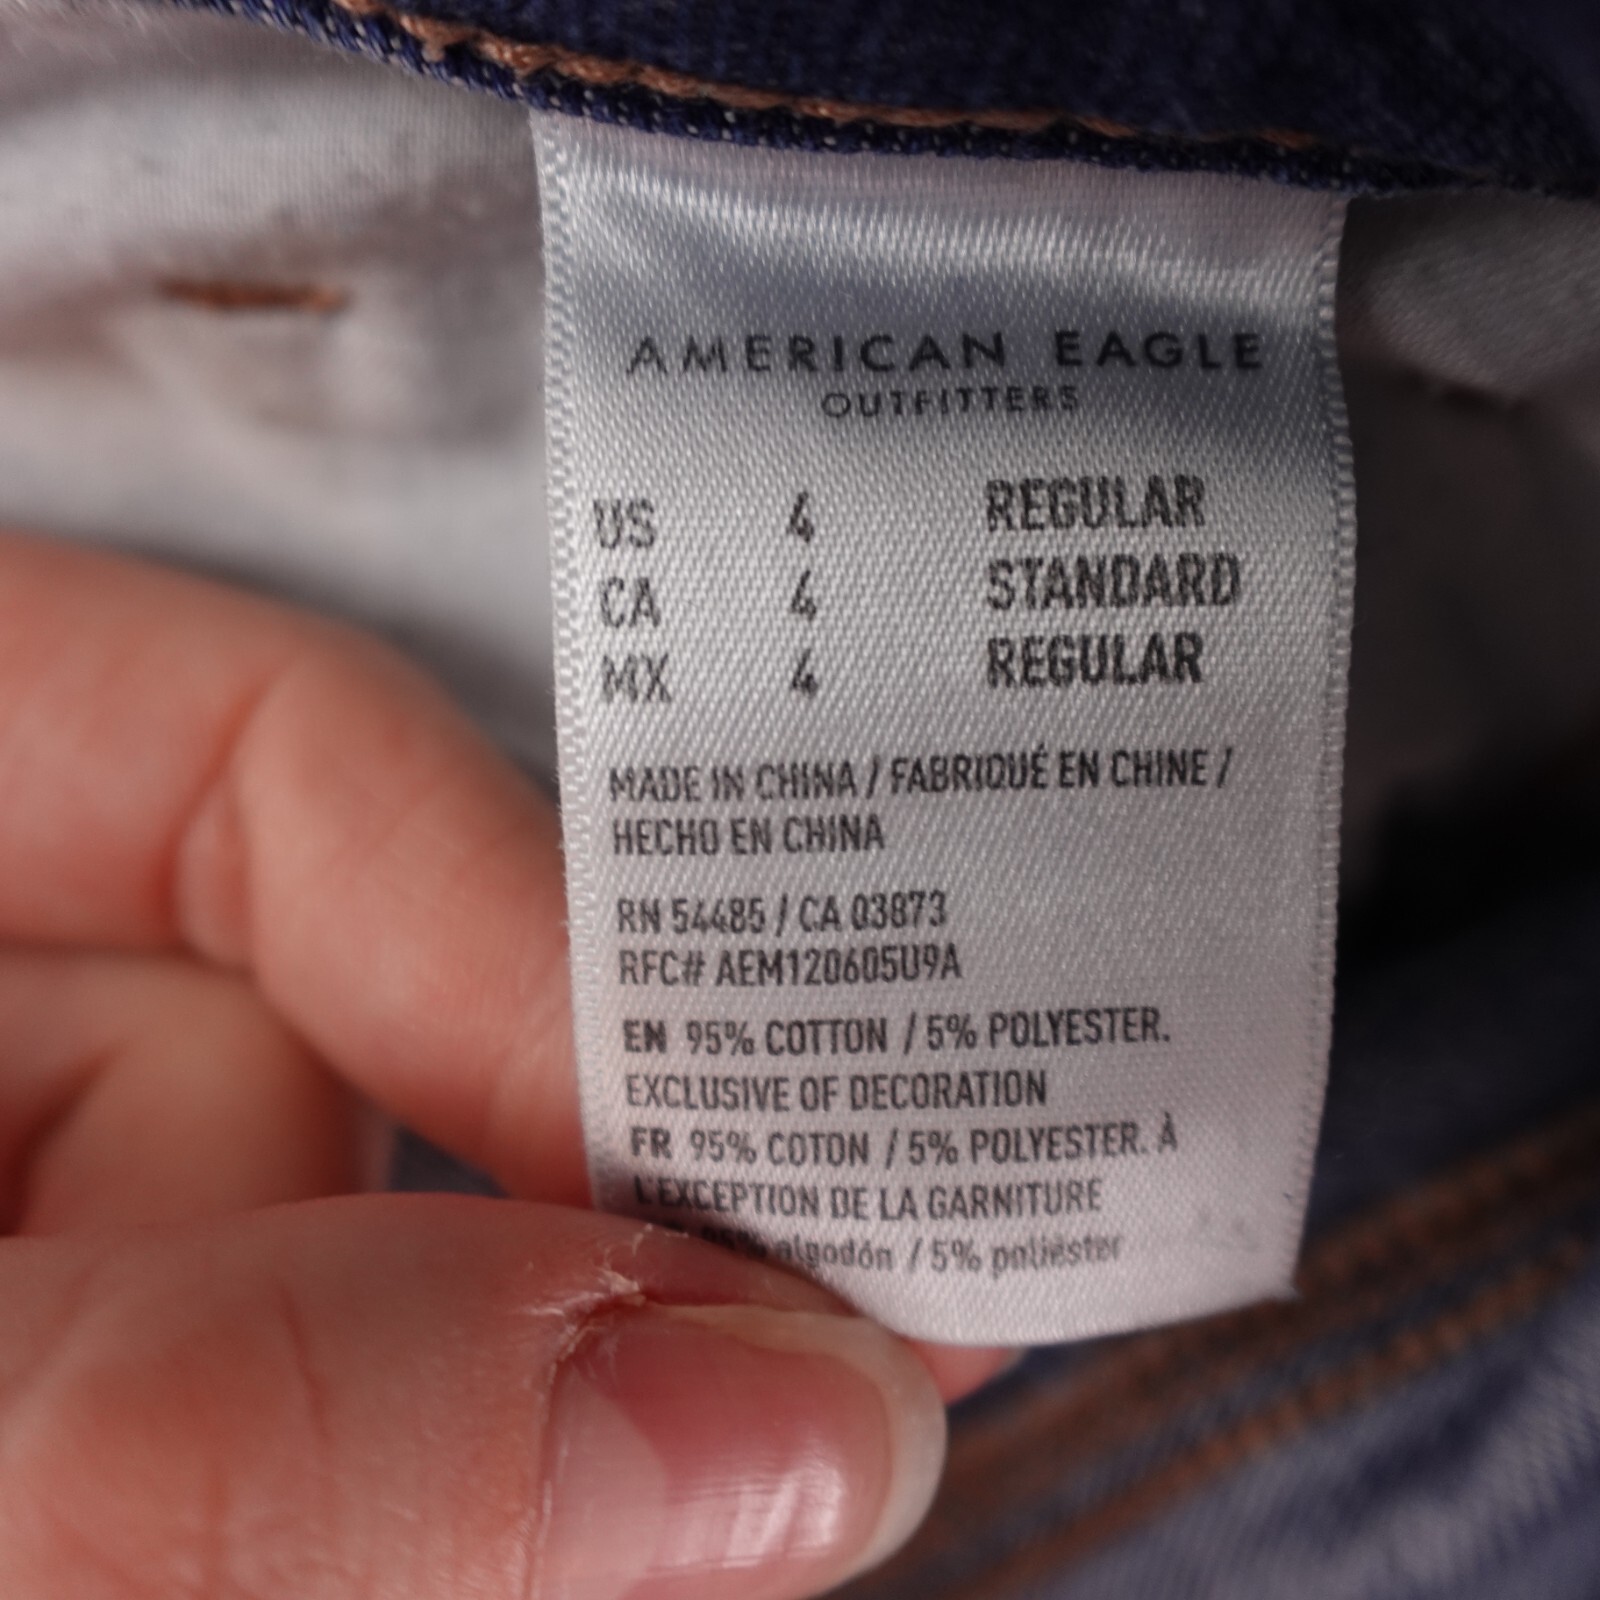 AMERICAN EAGLE
OUTFITTERS
US 4 REGULAR
CA 4 STANDARD
MX 4 REGULAR
MADE IN CHINA / FABRIQUÉ EN CHINE /
HECHO EN CHINA
RN 54485 / CA 03873
RFC# AEM120605U9A
EN 95% COTTON / 5% POLYESTER.
EXCLUSIVE OF DECORATION
FR 95% COTON / 5% POLYESTER. À
L'EXCEPTION DE LA GARNITURE
95% algodón / 5% poliéster